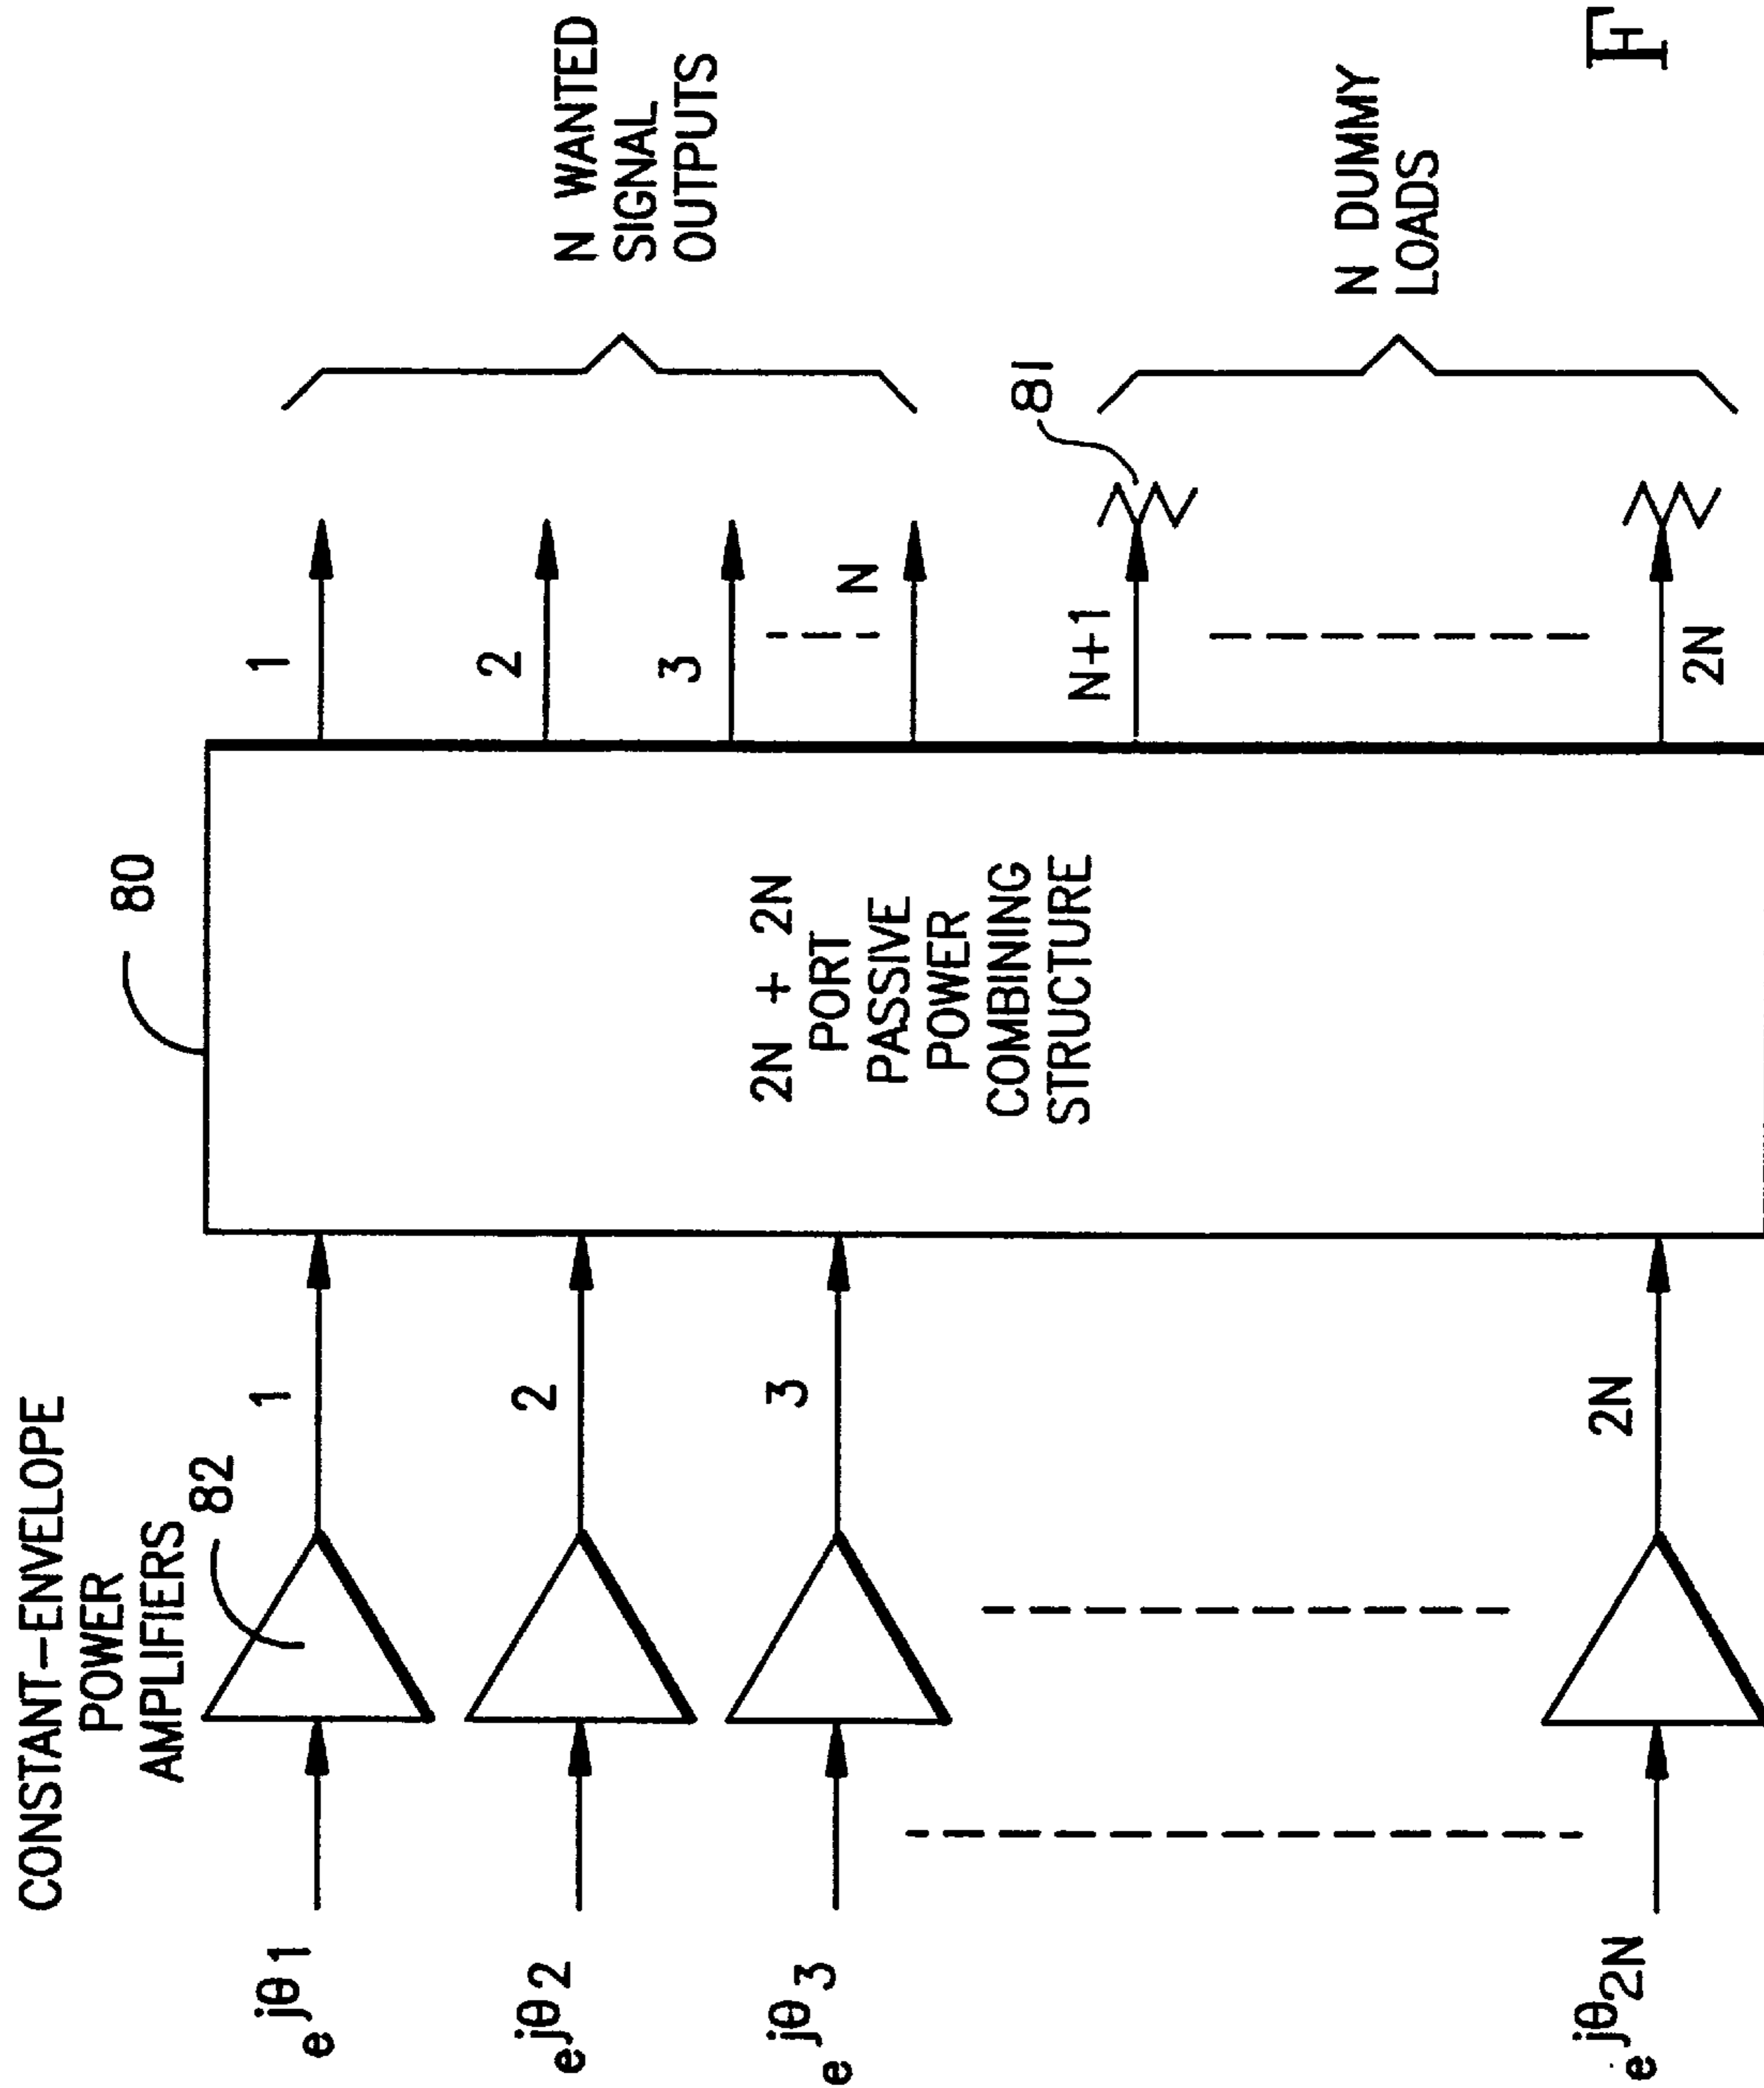 CONSTANT-ENVELOPE
POWER
AMPLIFIERS
82
80
e^jθ1
e^jθ2
e^jθ3
e^jθ2N
1
2
3
2N
2N + 2N
PORT
PASSIVE
POWER
COMBINING
STRUCTURE
1
2
3
N
N+1
2N
81
N WANTED
SIGNAL
OUTPUTS
N DUMMY
LOADS
F